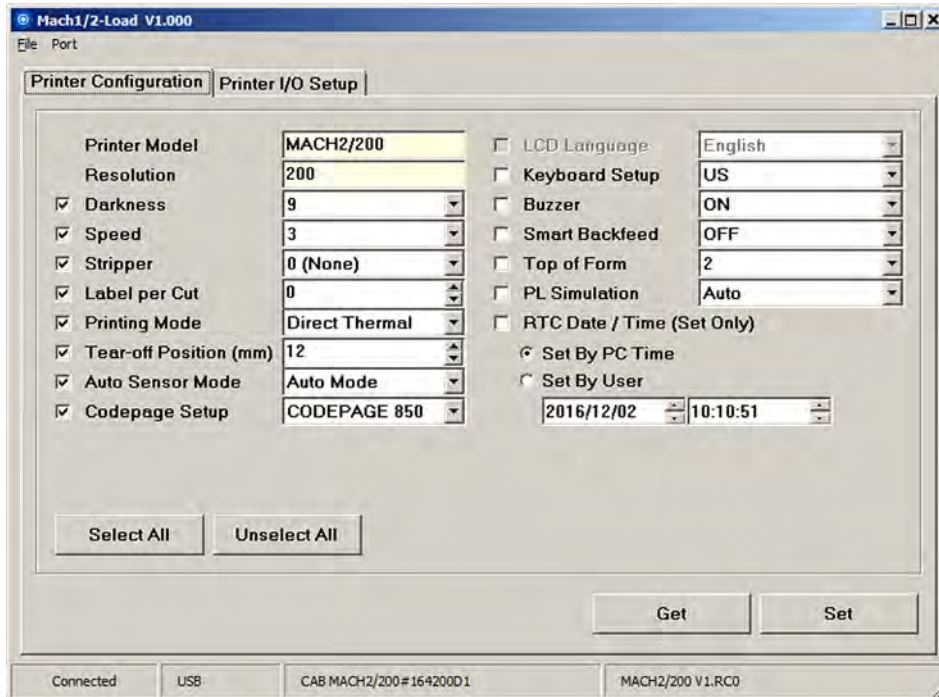 Mach1/2-Load V1.000
File Port
Printer Configuration Printer I/O Setup
Printer Model MACH2/200
Resolution 200
Darkness 9
Speed 3
Stripper 0 (None)
Label per Cut 0
Printing Mode Direct Thermal
Tear-off Position (mm) 12
Auto Sensor Mode Auto Mode
Codepage Setup CODEPAGE 850
LCD Language English
Keyboard Setup US
Buzzer ON
Smart Backfeed OFF
Top of Form 2
PL Simulation Auto
RTC Date / Time (Set Only)
Set By PC Time
Set By User
2016/12/02 10:10:51
Select All Unselect All
Get Set
Connected USB CAB MACH2/200#164200D1 MACH2/200 V1.RC0